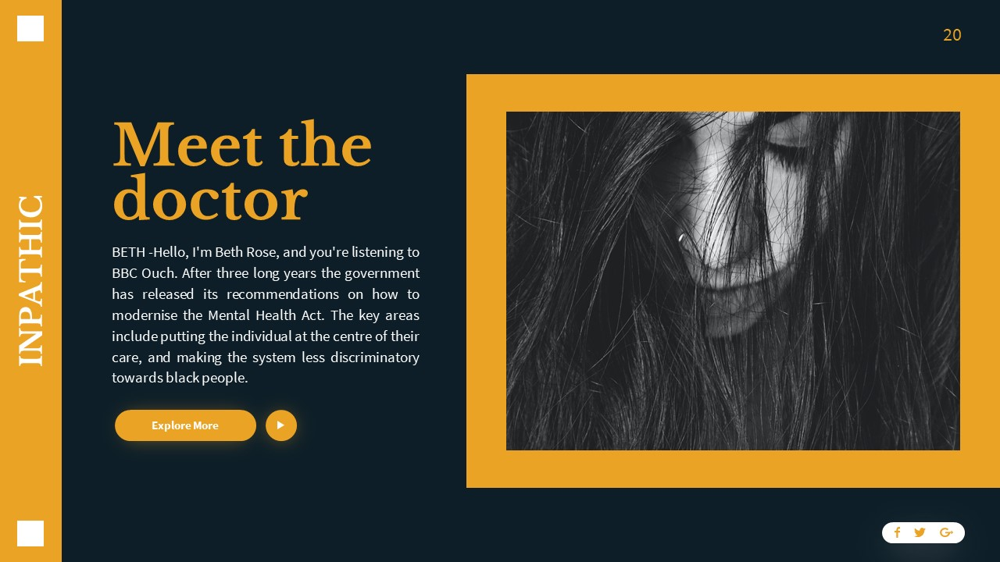 20
INPATHIC
Meet the
doctor
BETH -Hello, I'm Beth Rose, and you're listening to
BBC Ouch. After three long years the government
has released its recommendations on how to
modernise the Mental Health Act. The key areas
include putting the individual at the centre of their
care, and making the system less discriminatory
towards black people.
Explore More